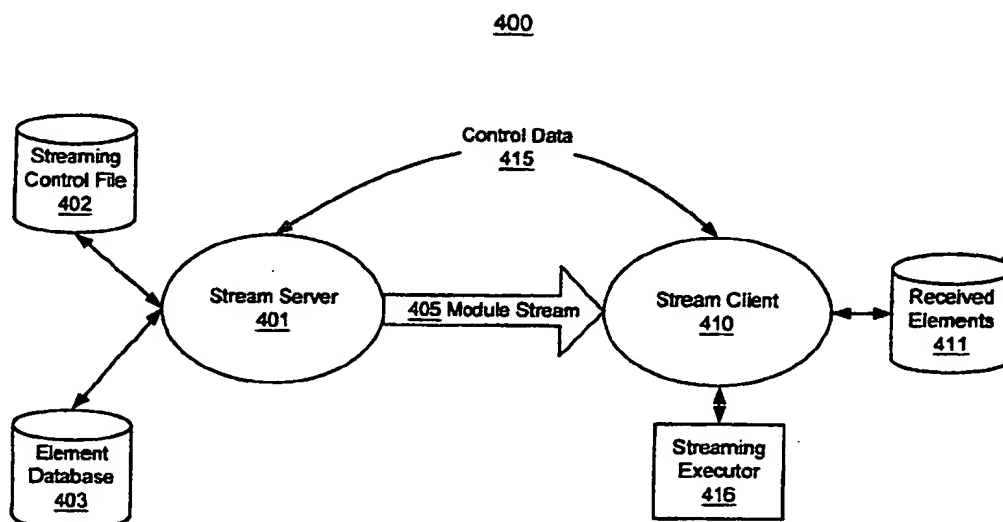 400
Control Data
415
Streaming
Control File
402
Stream Server
401
405 Module Stream
Stream Client
410
Received
Elements
411
Element
Database
403
Streaming
Executor
416